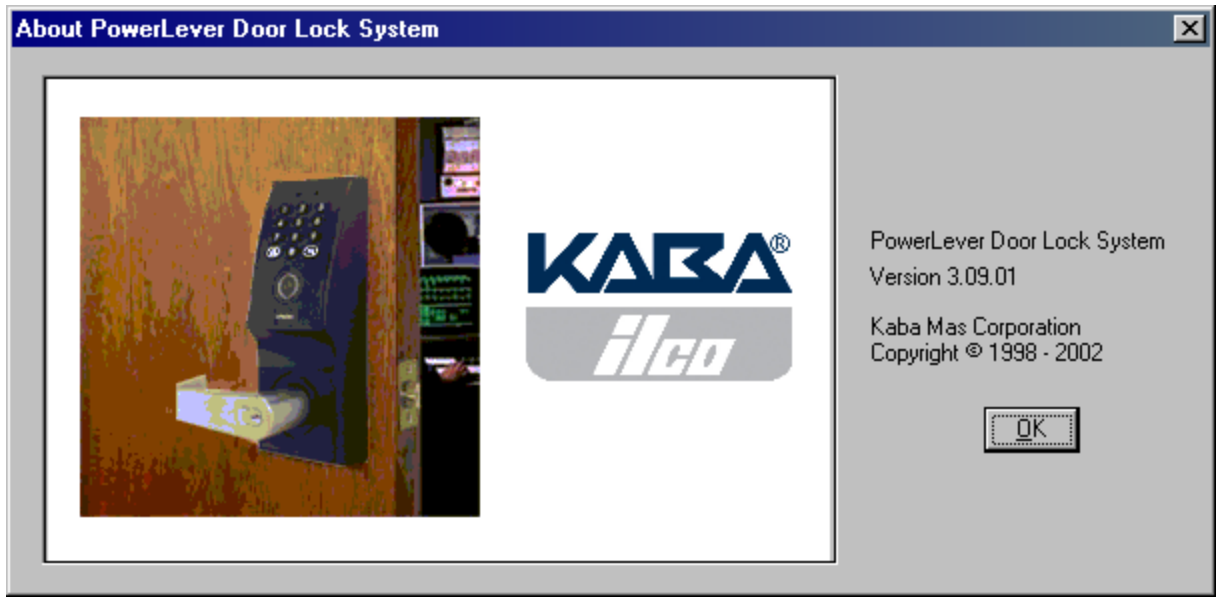 About PowerLever Door Lock System
KABA®
ilco
PowerLever Door Lock System
Version 3.09.01
Kaba Mas Corporation
Copyright © 1998 - 2002
OK